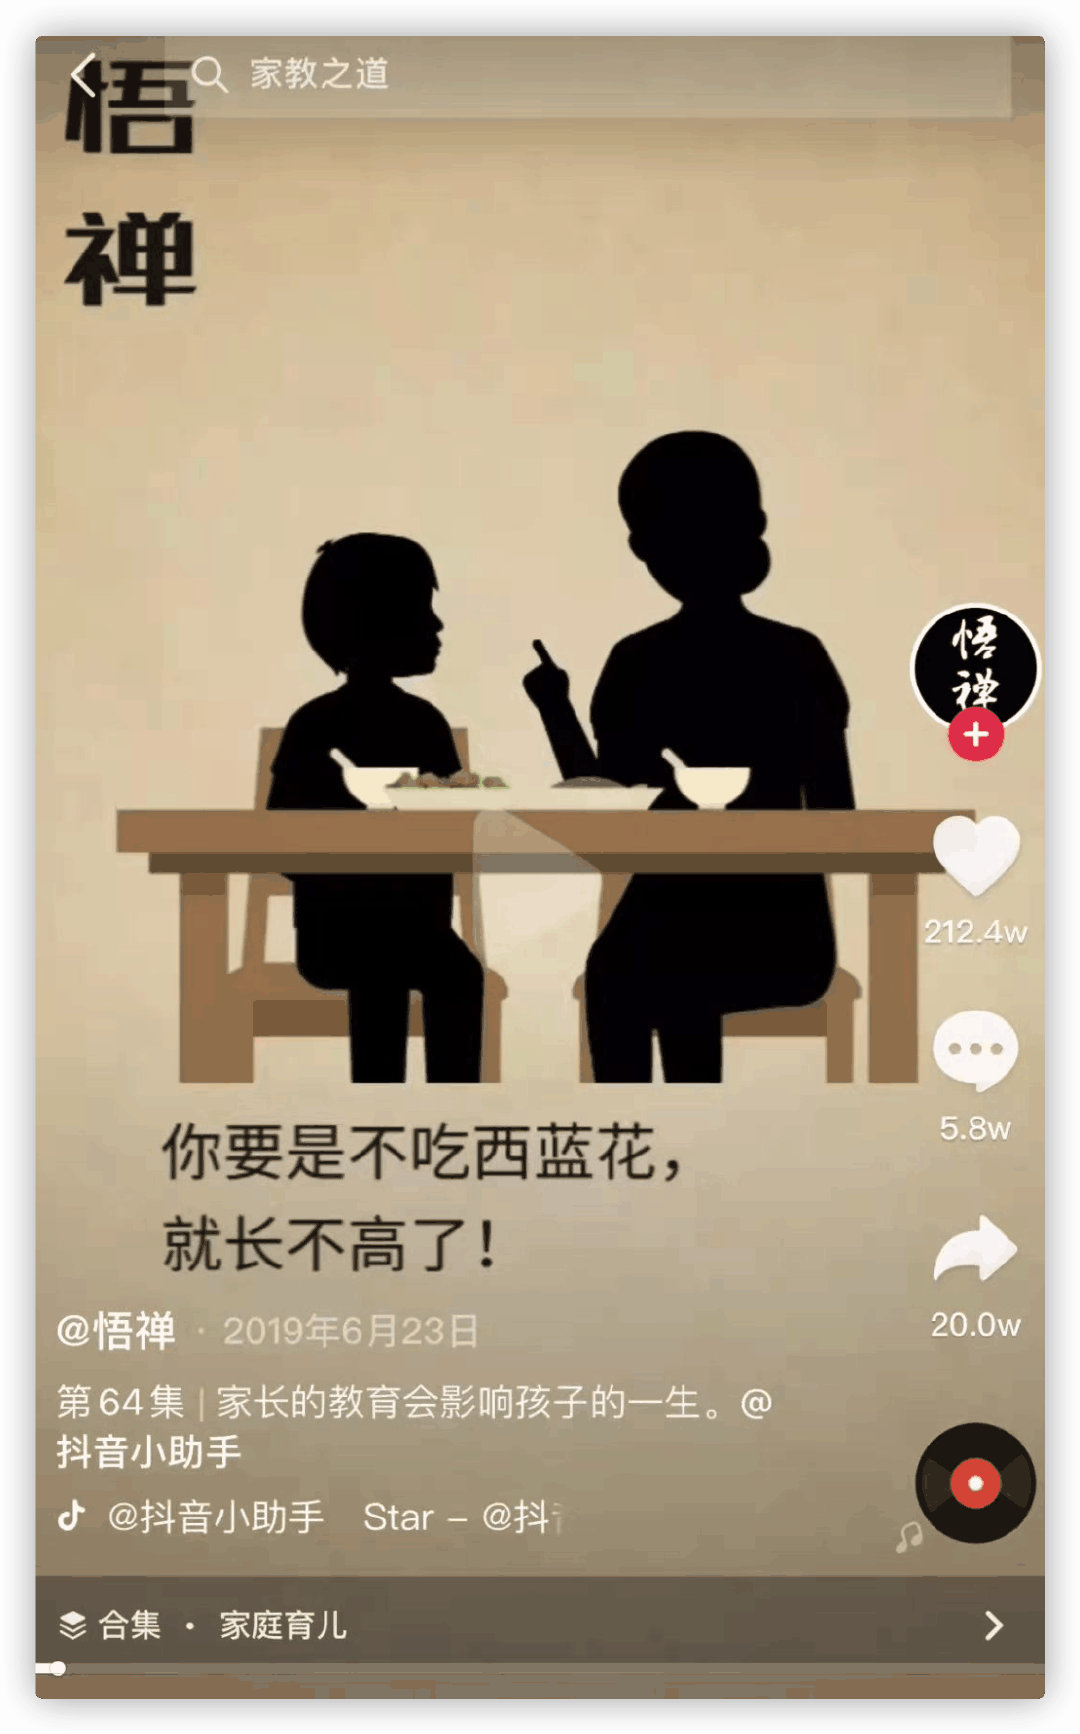 家教之道
悟
禅
悟
禅
212.4w
5.8w
20.0w
你要是不吃西蓝花，
就长不高了！
@悟禅 · 2019年6月23日
第64集 | 家长的教育会影响孩子的一生。@
抖音小助手
@抖音小助手 Star - @抖
合集 · 家庭育儿